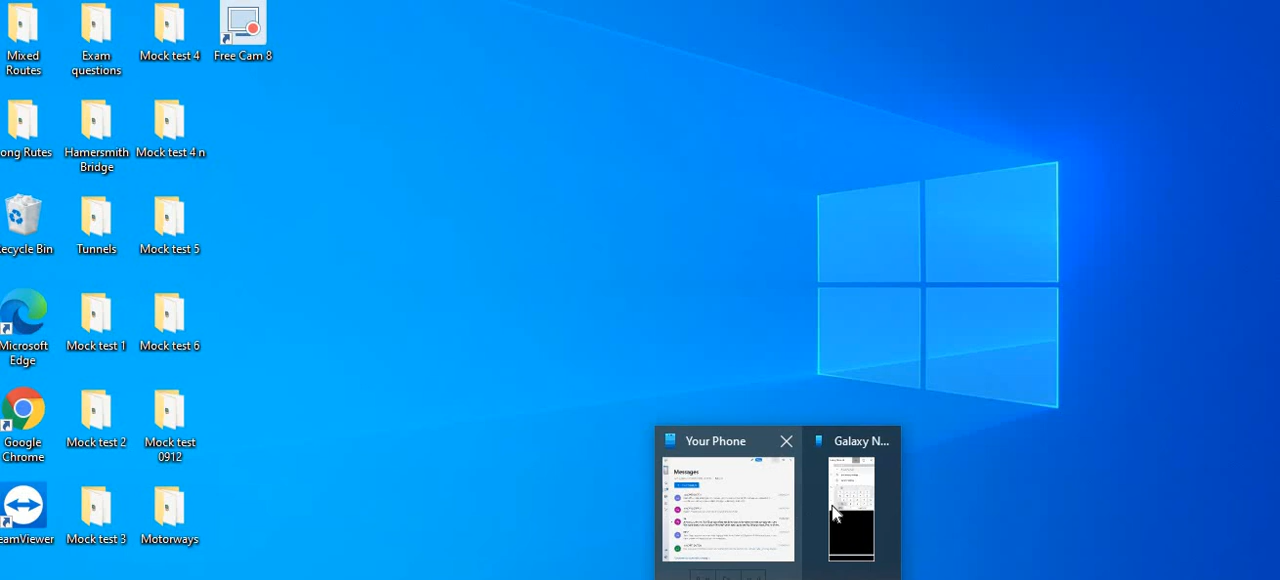 Mixed
Routes
Exam
questions
Mock test 4
Free Cam 8
ong Rutes
Hamersmith
Bridge
Mock test 4 n
ecycle Bin
Tunnels
Mock test 5
Microsoft
Edge
Mock test 1
Mock test 6
Google
Chrome
Mock test 2
Mock test
0912
eamViewer
Mock test 3
Motorways
Your Phone
Galaxy N...
Messages